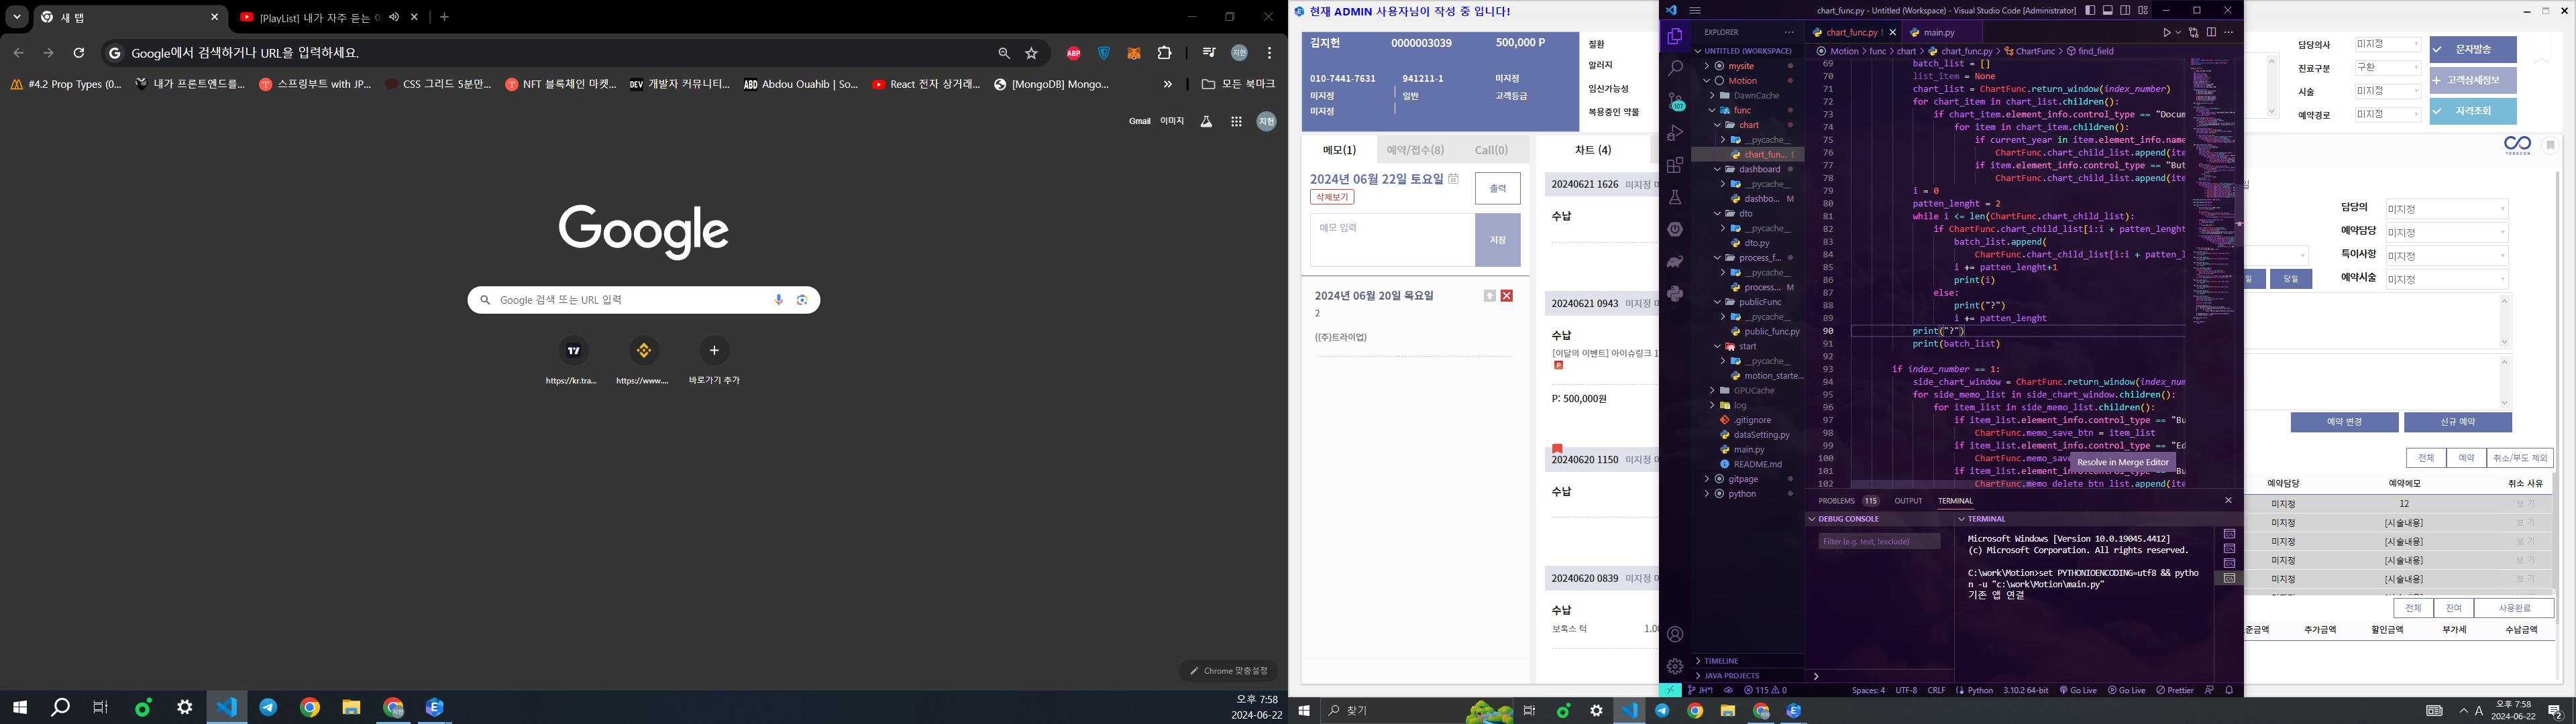 새 탭
[PlayList] 내가 자주 듣는 이
Google에서 검색하거나 URL을 입력하세요.
지헌
#4.2 Prop Types (0...
내가 프론트엔드를...
스프링부트 with JP...
CSS 그리드 5분만...
NFT 블록체인 마켓...
개발자 커뮤니티...
Abdou Ouahib | So...
React 전자 상거래...
[MongoDB] Mongo...
모든 북마크
Gmail
이미지
지헌
Google
Google 검색 또는 URL 입력
https://kr.tra...
https://www....
바로가기 추가
Chrome 맞춤설정
오후 7:58
2024-06-22
현재 ADMIN 사용자님이 작성 중 입니다!
김지헌
0000003039
500,000 P
010-7441-7631
941211-1
미지정
미지정
일반
고객등급
미지정
질환
알러지
임신가능성
복용중인 약물
메모(1)
예약/접수(8)
Call(0)
2024년 06월 22일 토요일
삭제보기
출력
메모 입력
저장
2024년 06월 20일 목요일
2
((주)트라이업)
차트 (4)
20240621 1626 미지정 미
수납
20240621 0943 미지정 미
수납
[이달의 이벤트] 아이슈링크 1
P
P: 500,000원
20240620 1150 미지정 미
수납
20240620 0839 미지정 미
수납
보톡스 턱
1.00
chart_func.py - Untitled (Workspace) - Visual Studio Code [Administrator]
EXPLORER
UNTITLED (WORKSPACE)
mysite
Motion
DawnCache
func
chart
__pycache__
chart_fun... !
dashboard
__pycache__
dashbo... M
dto
__pycache__
dto.py
process_f...
__pycache__
process... M
publicFunc
__pycache__
public_func.py
start
__pycache__
motion_starte...
GPUCache
log
.gitignore
dataSetting.py
main.py
README.md
gitpage
python
TIMELINE
JAVA PROJECTS
107
chart_func.py !
main.py
Motion > func > chart > chart_func.py > ChartFunc > find_field
69 batch_list = []
70 list_item = None
71 chart_list = ChartFunc.return_window(index_number)
72 for chart_item in chart_list.children():
73 if chart_item.element_info.control_type == "Docum
74 for item in chart_item.children():
75 if current_year in item.element_info.name
76 ChartFunc.chart_child_list.append(ite
77 if item.element_info.control_type == "But
78 ChartFunc.chart_child_list.append(ite
79 i = 0
80 patten_lenght = 2
81 while i <= len(ChartFunc.chart_child_list):
82 if ChartFunc.chart_child_list[i:i + patten_lenght
83 batch_list.append(
84 ChartFunc.chart_child_list[i:i + patten_l
85 i += patten_lenght+1
86 print(i)
87 else:
88 print("?")
89 i += patten_lenght
90 print("?")
91 print(batch_list)
92
93 if index_number == 1:
94 side_chart_window = ChartFunc.return_window(index_num
95 for side_memo_list in side_chart_window.children():
96 for item_list in side_memo_list.children():
97 if item_list.element_info.control_type == "Bu
98 ChartFunc.memo_save_btn = item_list
99 if item_list.element_info.control_type == "Ed
100 ChartFunc.memo_sav
101 if item_list.element_info.control_type == "Bu
102 ChartFunc.memo_delete_btn_list.append(ite
Resolve in Merge Editor
PROBLEMS 115
OUTPUT
TERMINAL
DEBUG CONSOLE
Filter (e.g. text, !exclude)
TERMINAL
Microsoft Windows [Version 10.0.19045.4412]
(c) Microsoft Corporation. All rights reserved.
C:\work\Motion>set PYTHONIOENCODING=utf8 && pytho
n -u "c:\work\Motion\main.py"
기존 앱 연결
JH*!
115
0
Spaces: 4
UTF-8
CRLF
Python
3.10.2 64-bit
Go Live
Go Live
Prettier
담당의사 미지정
진료구분 구환
시술 미지정
예약경로 미지정
문자발송
고객상세정보
자격조회
담당의 미지정
예약담당 미지정
특이사항 미지정
예약시술 미지정
당일
예약 변경
신규 예약
전체
예약
취소/부도 제외
예약담당
예약메모
취소 사유
미지정 12 보 기
미지정 [시술내용] 보 기
미지정 [시술내용] 보 기
미지정 [시술내용] 보 기
미지정 [시술내용] 보 기
전체
잔여
사용완료
준금액
추가금액
할인금액
부가세
수납금액
찾기
A
오후 7:58
2024-06-22
2